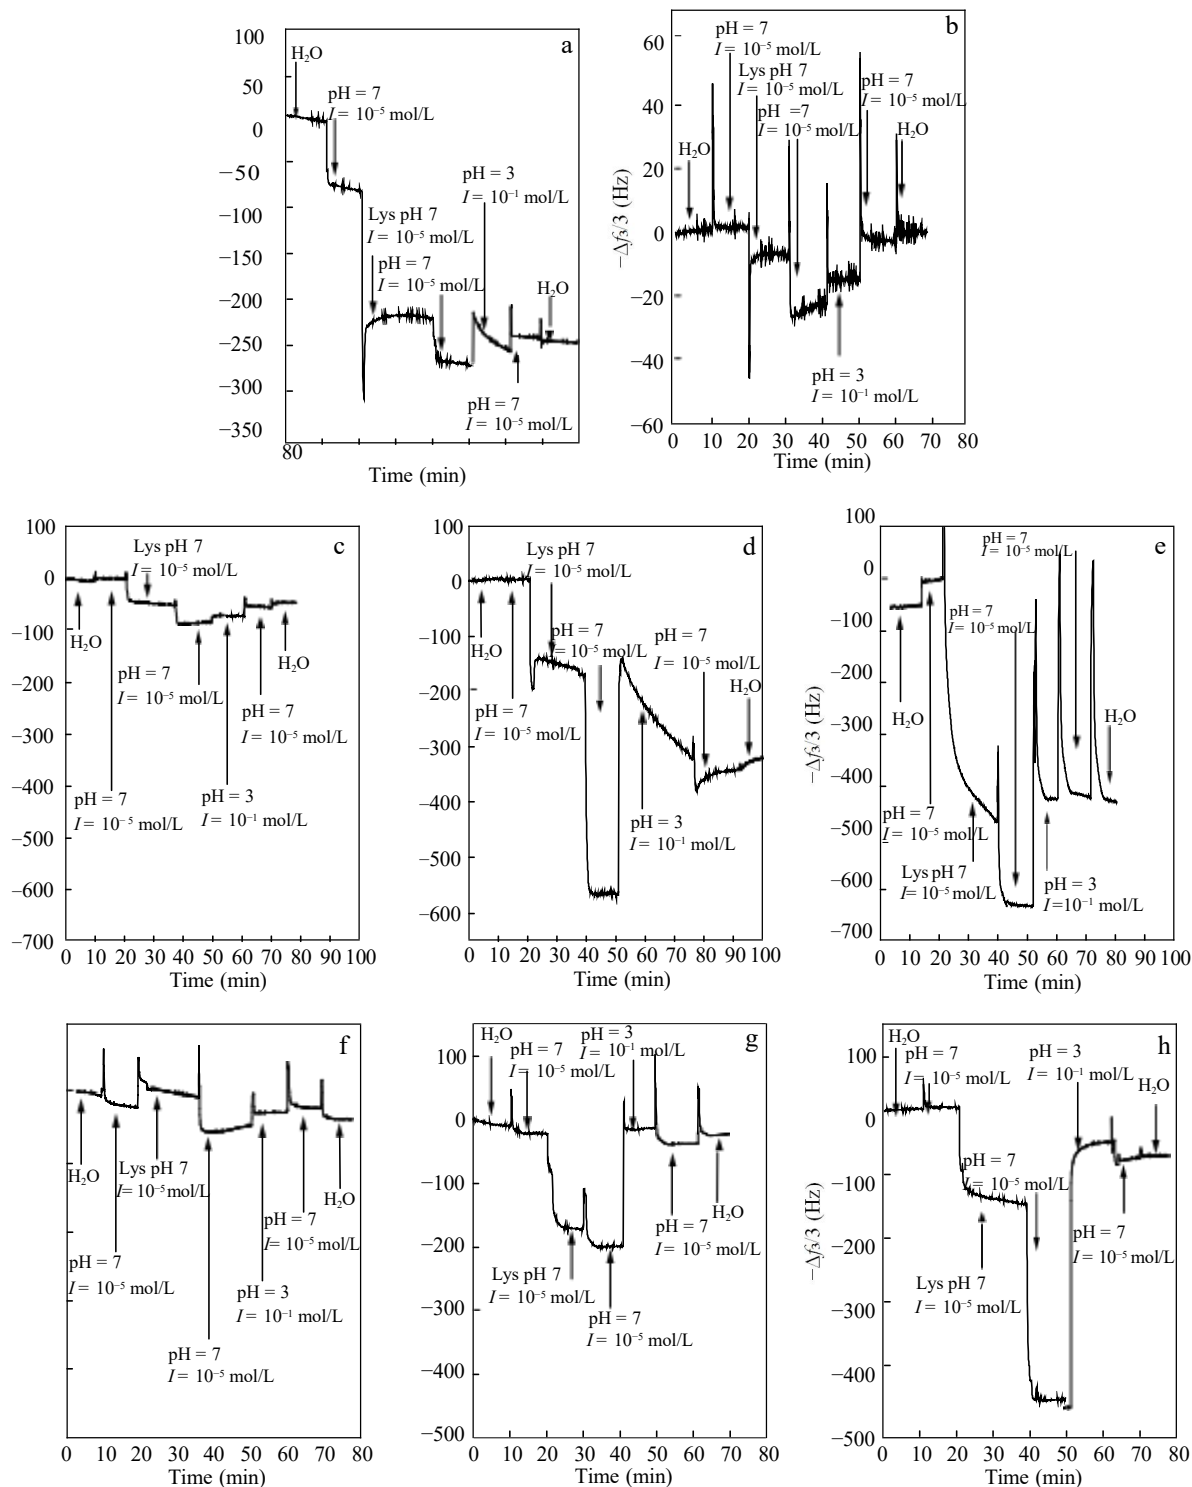 a
100
50
0
−50
−100
−150
−200
−250
−300
−350
H₂O
pH = 7
I = 10⁻⁵ mol/L
Lys pH 7
I = 10⁻⁵ mol/L
pH = 7
I = 10⁻⁵ mol/L
pH = 3
I = 10⁻¹ mol/L
pH = 7
I = 10⁻⁵ mol/L
H₂O
80
Time (min)
b
−Δf₃/3 (Hz)
60
40
20
0
−20
−40
−60
H₂O
pH = 7
I = 10⁻⁵ mol/L
Lys pH 7
I = 10⁻⁵ mol/L
pH =7
I = 10⁻⁵ mol/L
pH = 3
I = 10⁻¹ mol/L
pH = 7
I = 10⁻⁵ mol/L
H₂O
0 10 20 30 40 50 60 70 80
Time (min)
c
100
0
−100
−200
−300
−400
−500
−600
−700
H₂O
pH = 7
I = 10⁻⁵ mol/L
Lys pH 7
I = 10⁻⁵ mol/L
pH = 7
I = 10⁻⁵ mol/L
pH = 3
I = 10⁻¹ mol/L
pH = 7
I = 10⁻⁵ mol/L
H₂O
0 10 20 30 40 50 60 70 80 90 100
Time (min)
d
100
0
−100
−200
−300
−400
−500
−600
H₂O
pH = 7
I = 10⁻⁵ mol/L
Lys pH 7
I = 10⁻⁵ mol/L
pH = 7
I = 10⁻⁵ mol/L
pH = 3
I = 10⁻¹ mol/L
pH = 7
I = 10⁻⁵ mol/L
H₂O
0 10 20 30 40 50 60 70 80 90 100
Time (min)
e
−Δf₃/3 (Hz)
100
0
−100
−200
−300
−400
−500
−600
−700
H₂O
pH = 7
I = 10⁻⁵ mol/L
Lys pH 7
I = 10⁻⁵ mol/L
pH = 7
I = 10⁻⁵ mol/L
pH = 3
I =10⁻¹ mol/L
pH = 7
I = 10⁻⁵ mol/L
H₂O
0 10 20 30 40 50 60 70 80 90 100
Time (min)
f
H₂O
pH = 7
I = 10⁻⁵ mol/L
Lys pH 7
I = 10⁻⁵ mol/L
pH = 7
I = 10⁻⁵ mol/L
pH = 3
I = 10⁻¹ mol/L
pH = 7
I = 10⁻⁵ mol/L
H₂O
0 10 20 30 40 50 60 70 80
Time (min)
g
100
0
−100
−200
−300
−400
−500
H₂O
pH = 7
I = 10⁻⁵ mol/L
Lys pH 7
I = 10⁻⁵ mol/L
pH = 7
I = 10⁻⁵ mol/L
pH = 3
I = 10⁻¹ mol/L
pH = 7
I = 10⁻⁵ mol/L
H₂O
0 10 20 30 40 50 60 70 80
Time (min)
h
−Δf₃/3 (Hz)
100
0
−100
−200
−300
−400
−500
H₂O
pH = 7
I = 10⁻⁵ mol/L
Lys pH 7
I = 10⁻⁵ mol/L
pH = 7
I = 10⁻⁵ mol/L
pH = 3
I = 10⁻¹ mol/L
pH = 7
I = 10⁻⁵ mol/L
H₂O
0 10 20 30 40 50 60 70 80
Time (min)